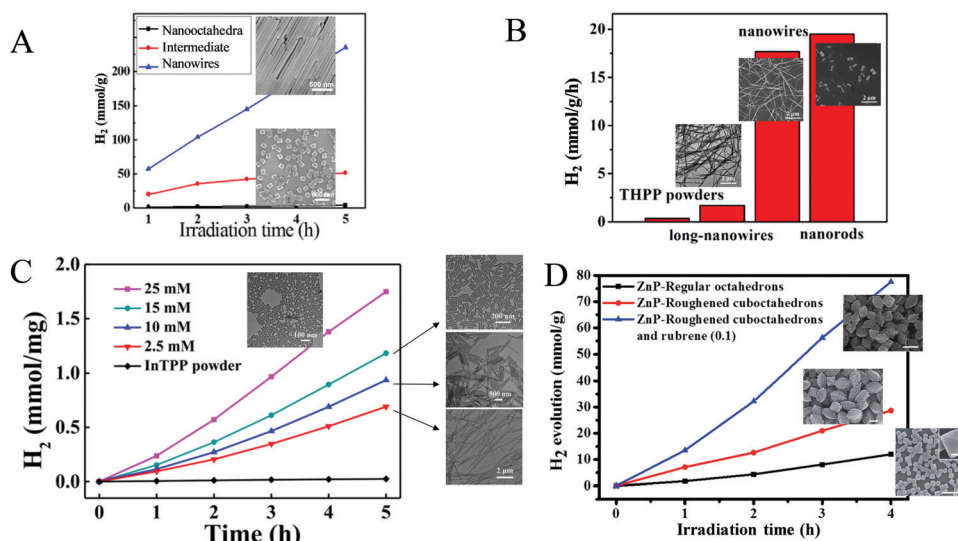 A
Nanooctahedra
Intermediate
Nanowires
H2 (mmol/g)
250
200
150
100
50
0
1 2 3 4 5
Irradiation time (h)
500 nm
B
H2 (mmol/g/h)
20
15
10
5
0
nanowires
THPP powders
long-nanowires
nanorods
2 μm
2 μm
C
H2 (mmol/mg)
2.0
1.5
1.0
0.5
0.0
25 mM
15 mM
10 mM
2.5 mM
InTPP powder
100 nm
0 1 2 3 4 5
Time (h)
200 nm
500 nm
2 μm
D
H2 evolution (mmol/g)
80
70
60
50
40
30
20
10
0
ZnP-Regular octahedrons
ZnP-Roughened cuboctahedrons
ZnP-Roughened cuboctahedrons
and rubrene (0.1)
0 1 2 3 4
Irradiation time (h)